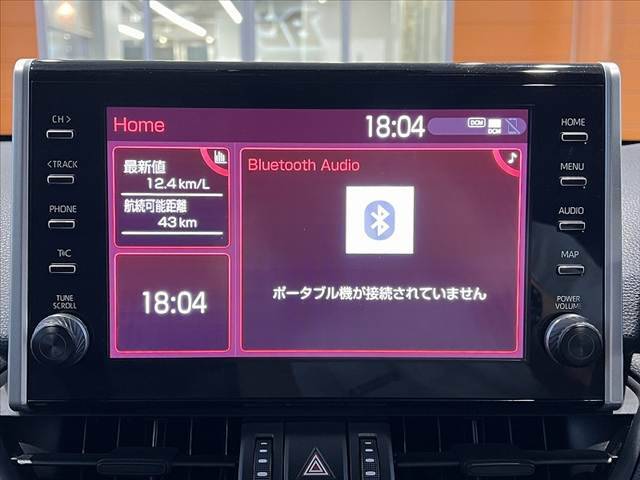 CH >
< TRACK
PHONE
T&C
TUNE
SCROLL
Home
18:04
DCM
DCM
最新値
12.4 km/L
航続可能距離
43 km
18:04
Bluetooth Audio
ポータブル機が接続されていません
HOME
MENU
AUDIO
MAP
POWER
VOLUME